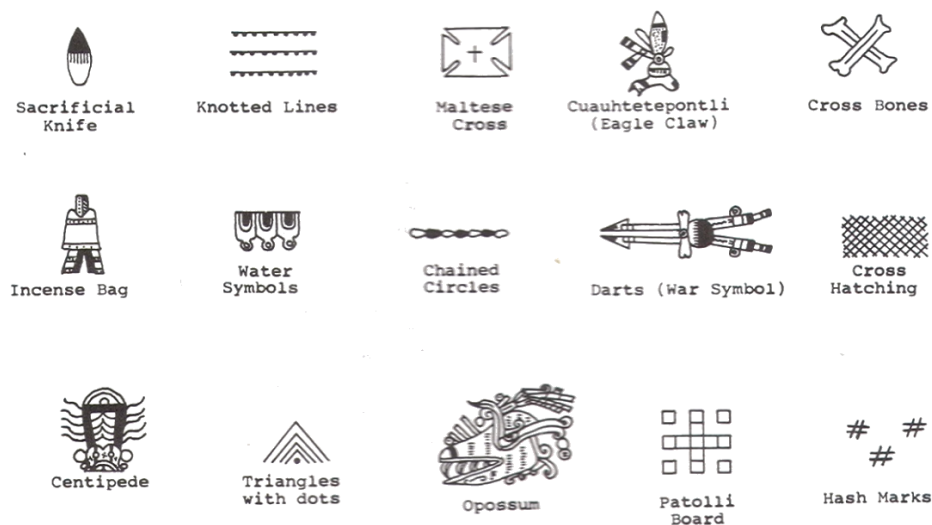 Sacrificial
Knife
Knotted Lines
Maltese
Cross
Cuauhtetepontli
(Eagle Claw)
Cross Bones
Incense Bag
Water
Symbols
Chained
Circles
Darts (War Symbol)
Cross
Hatching
Centipede
Triangles
with dots
Opossum
Patolli
Board
Hash Marks